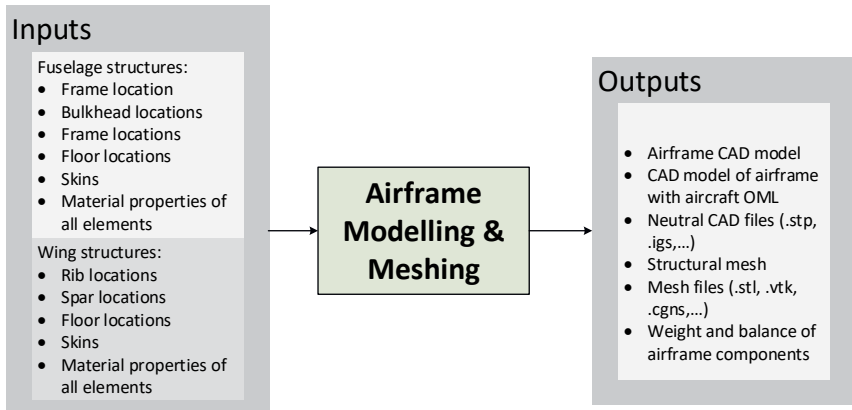 Inputs
Fuselage structures:
• Frame location
• Bulkhead locations
• Frame locations
• Floor locations
• Skins
• Material properties of
all elements
Wing structures:
• Rib locations
• Spar locations
• Floor locations
• Skins
• Material properties of
all elements
Airframe
Modelling &
Meshing
Outputs
• Airframe CAD model
• CAD model of airframe
with aircraft OML
• Neutral CAD files (.stp,
.igs,...)
• Structural mesh
• Mesh files (.stl, .vtk,
.cgns,...)
• Weight and balance of
airframe components